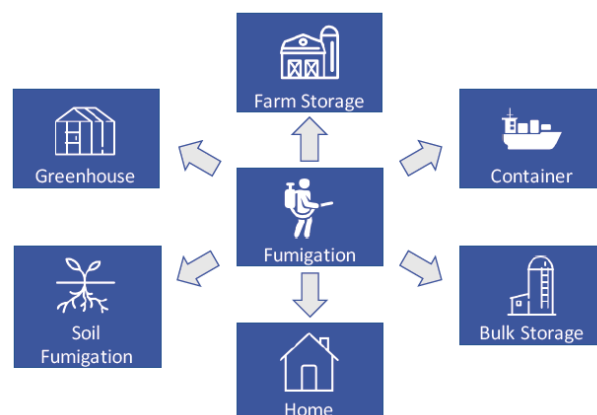 Farm Storage
Greenhouse
Container
Fumigation
Soil
Fumigation
Bulk Storage
Home